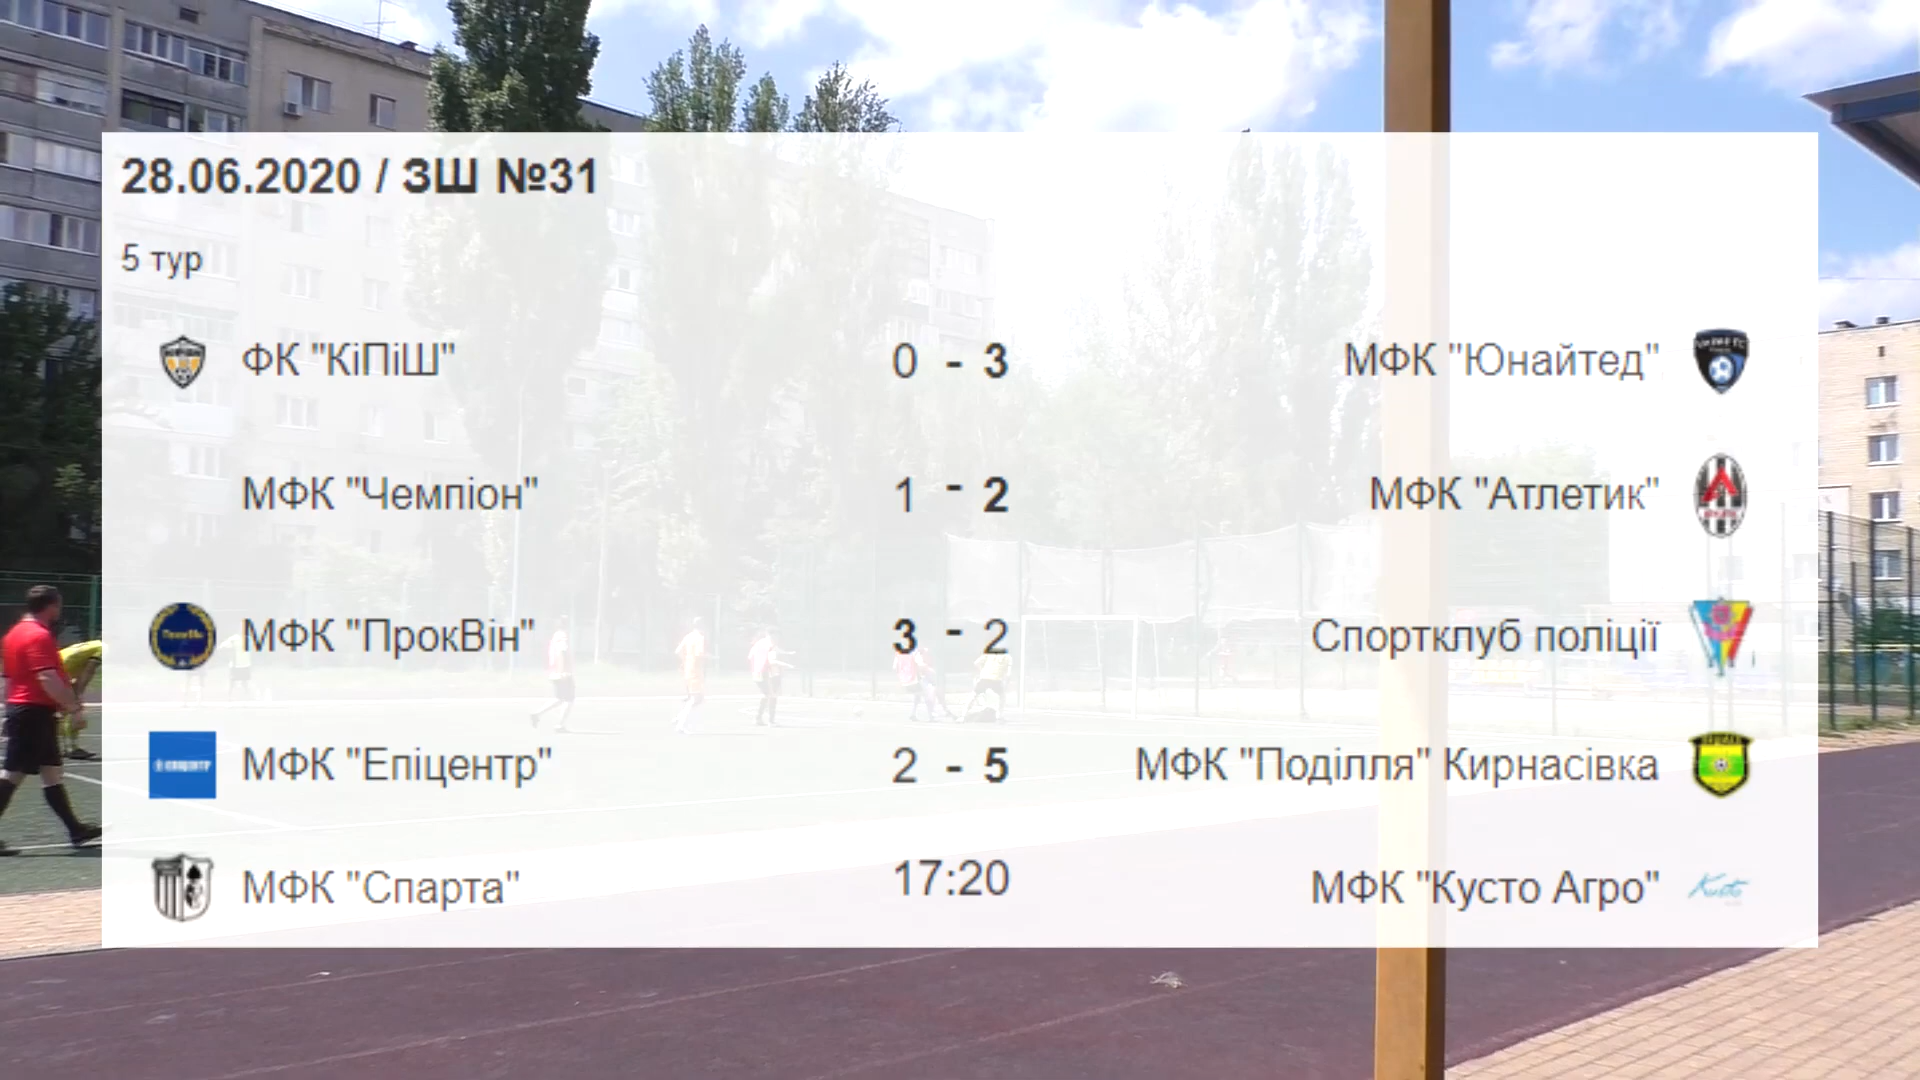 28.06.2020 / ЗШ №31
5 тур
ФК "КіПіШ" 0 - 3 МФК "Юнайтед"
МФК "Чемпіон" 1 - 2 МФК "Атлетик"
МФК "ПрокВін" 3 - 2 Спортклуб поліції
МФК "Епіцентр" 2 - 5 МФК "Поділля" Кирнасівка
МФК "Спарта" 17:20 МФК "Кусто Агро"